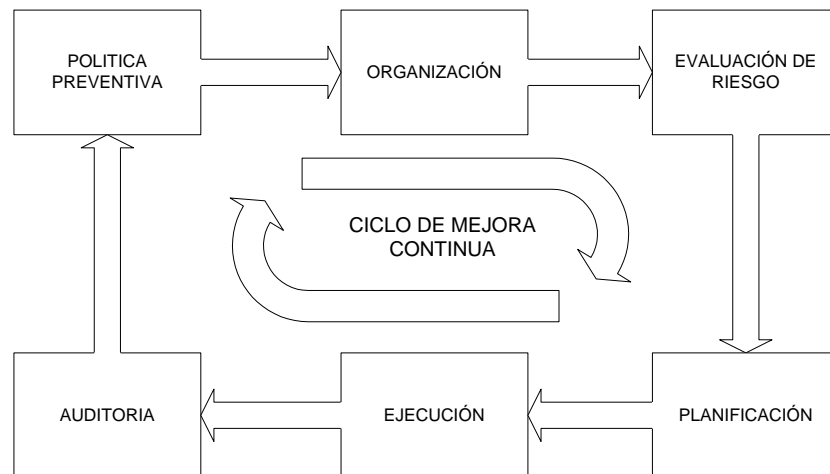 POLITICA
PREVENTIVA
ORGANIZACIÓN
EVALUACIÓN DE
RIESGO
CICLO DE MEJORA
CONTINUA
AUDITORIA
EJECUCIÓN
PLANIFICACIÓN